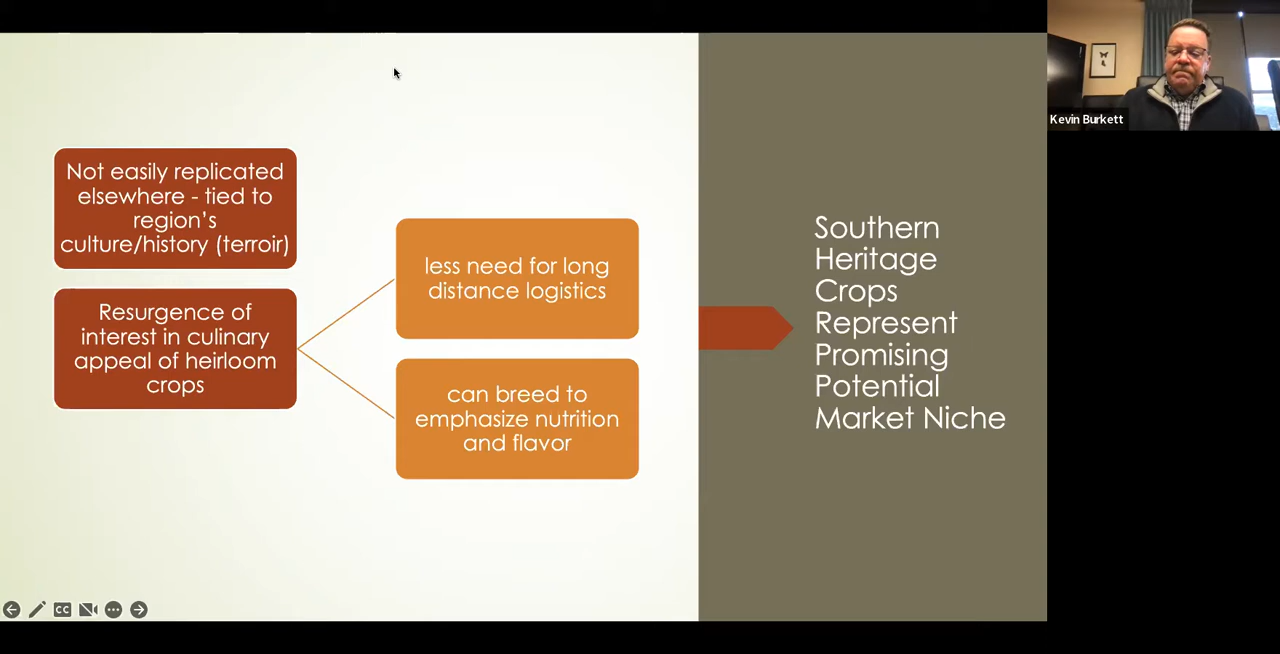 Not easily replicated
elsewhere - tied to
region's
culture/history (terroir)
Resurgence of
interest in culinary
appeal of heirloom
crops
less need for long
distance logistics
can breed to
emphasize nutrition
and flavor
Southern
Heritage
Crops
Represent
Promising
Potential
Market Niche
Kevin Burkett
CC